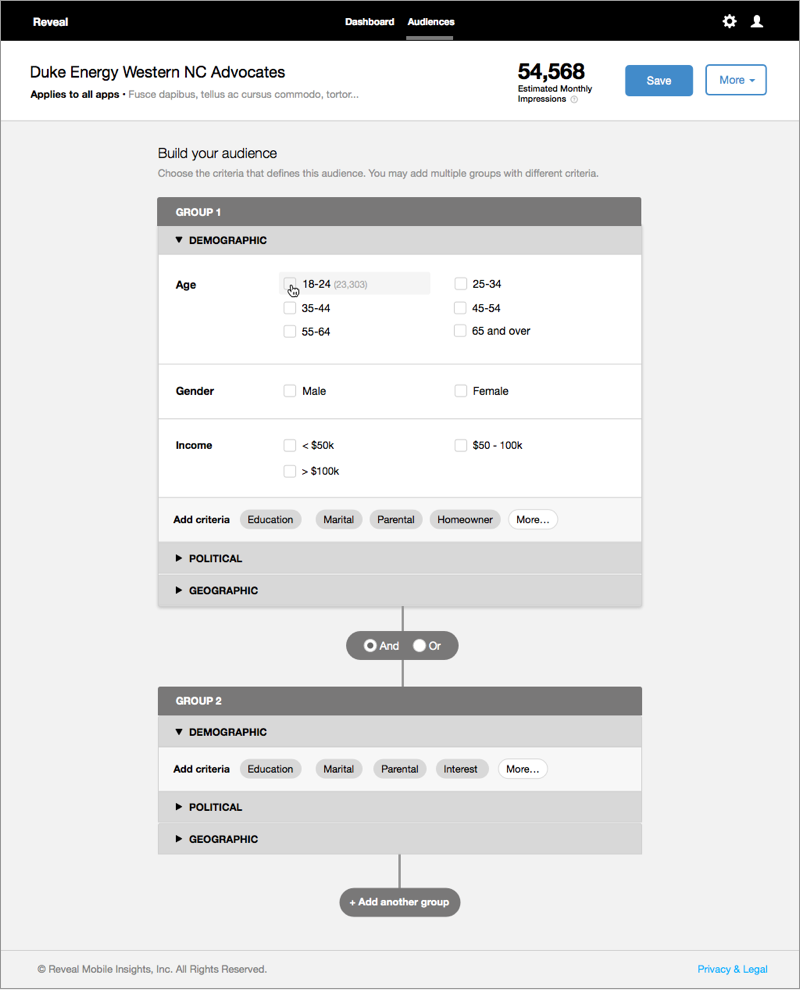 Reveal Dashboard Audiences
Duke Energy Western NC Advocates
Applies to all apps • Fusce dapibus, tellus ac cursus commodo, tortor...
54,568
Estimated Monthly
Impressions
Save
More
Build your audience
Choose the criteria that defines this audience. You may add multiple groups with different criteria.
GROUP 1
DEMOGRAPHIC
Age 18-24 (23,303) 25-34
35-44 45-54
55-64 65 and over
Gender Male Female
Income < $50k $50 - 100k
> $100k
Add criteria Education Marital Parental Homeowner More...
POLITICAL
GEOGRAPHIC
And Or
GROUP 2
DEMOGRAPHIC
Add criteria Education Marital Parental Interest More...
POLITICAL
GEOGRAPHIC
+ Add another group
© Reveal Mobile Insights, Inc. All Rights Reserved. Privacy & Legal